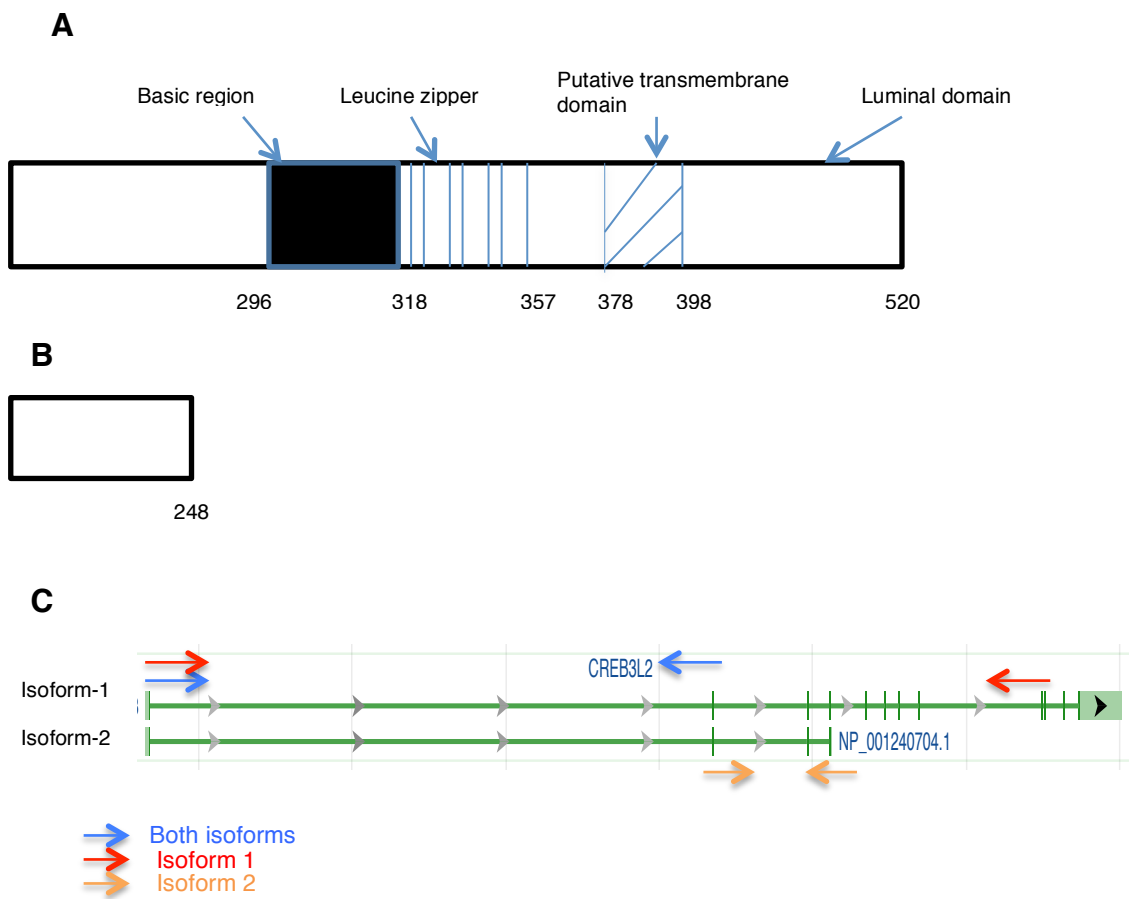 A
Basic region
Leucine zipper
Putative transmembrane
domain
Luminal domain
296
318
357
378
398
520
B
248
C
CREB3L2
Isoform-1
Isoform-2
NP_001240704.1
Both isoforms
Isoform 1
Isoform 2